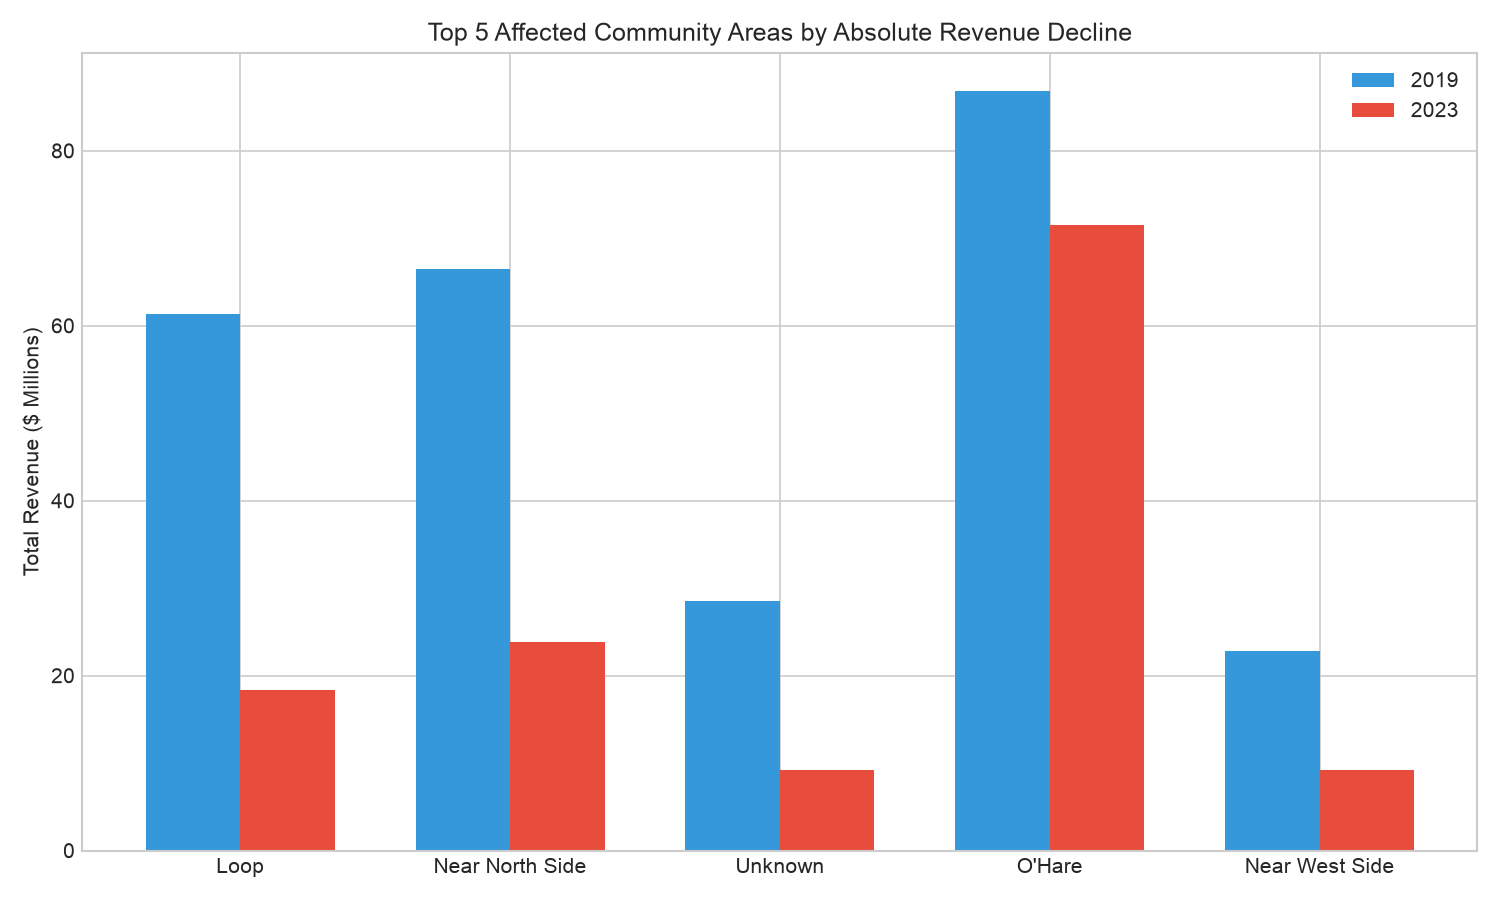 Top 5 Affected Community Areas by Absolute Revenue Decline
2019
2023
Total Revenue ($ Millions)
80
60
40
20
0
Loop
Near North Side
Unknown
O'Hare
Near West Side